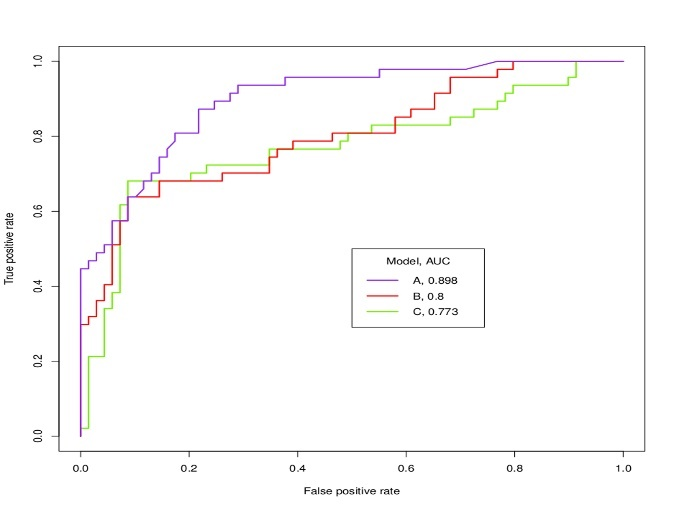 1.0
0.8
0.6
0.4
0.2
0.0
True positive rate
Model, AUC
A, 0.898
B, 0.8
C, 0.773
0.0 0.2 0.4 0.6 0.8 1.0
False positive rate